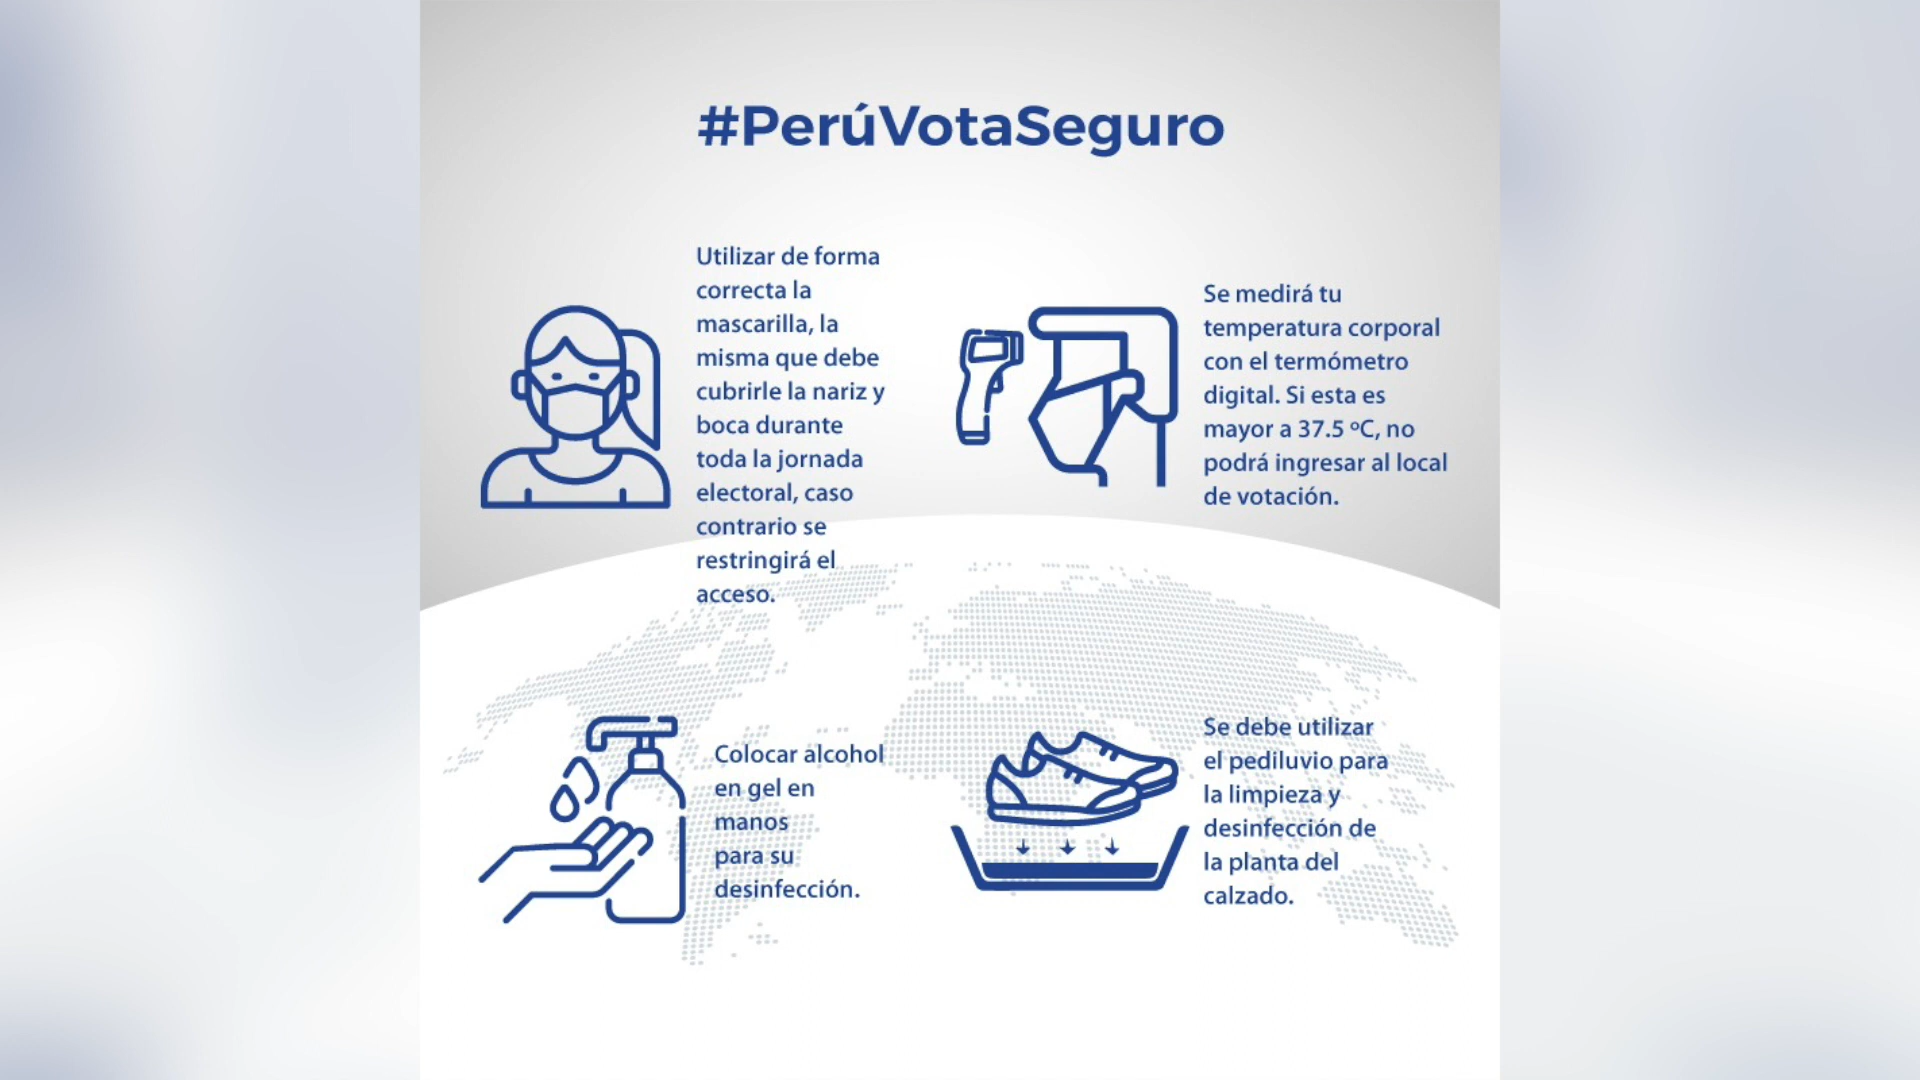 #PerúVotaSeguro
Utilizar de forma
correcta la
mascarilla, la
misma que debe
cubrirle la nariz y
boca durante
toda la jornada
electoral, caso
contrario se
restringirá el
acceso.
Se medirá tu
temperatura corporal
con el termómetro
digital. Si esta es
mayor a 37.5 ºC, no
podrá ingresar al local
de votación.
Colocar alcohol
en gel en
manos
para su
desinfección.
Se debe utilizar
el pediluvio para
la limpieza y
desinfección de
la planta del
calzado.